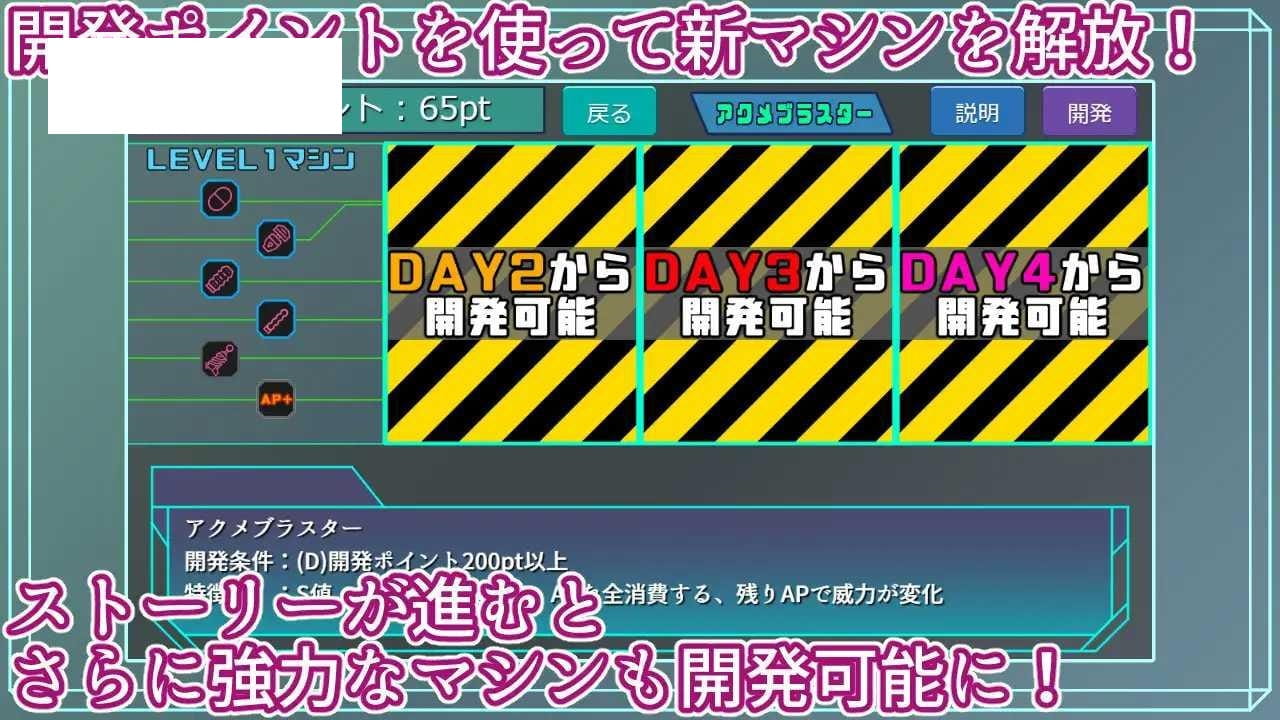 開発ポイントを使って新マシンを解放！
ント：65pt
戻る
アクメブラスター
説明
開発
LEVEL1マシン
AP+
DAY2から
開発可能
DAY3から
開発可能
DAY4から
開発可能
アクメブラスター
開発条件：(D)開発ポイント200pt以上
特徴：S値 全消費する、残りAPで威力が変化
ストーリーが進むと
さらに強力なマシンも開発可能に！